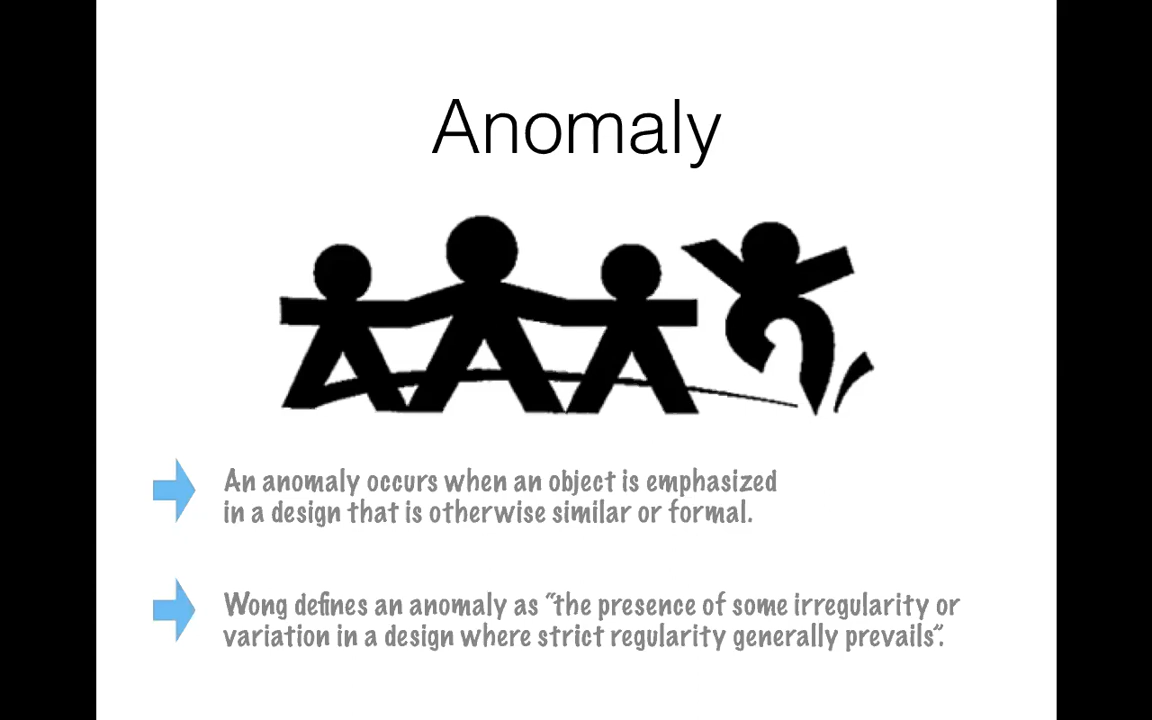 Anomaly
An anomaly occurs when an object is emphasized
in a design that is otherwise similar or formal.
Wong defines an anomaly as “the presence of some irregularity or
variation in a design where strict regularity generally prevails”.